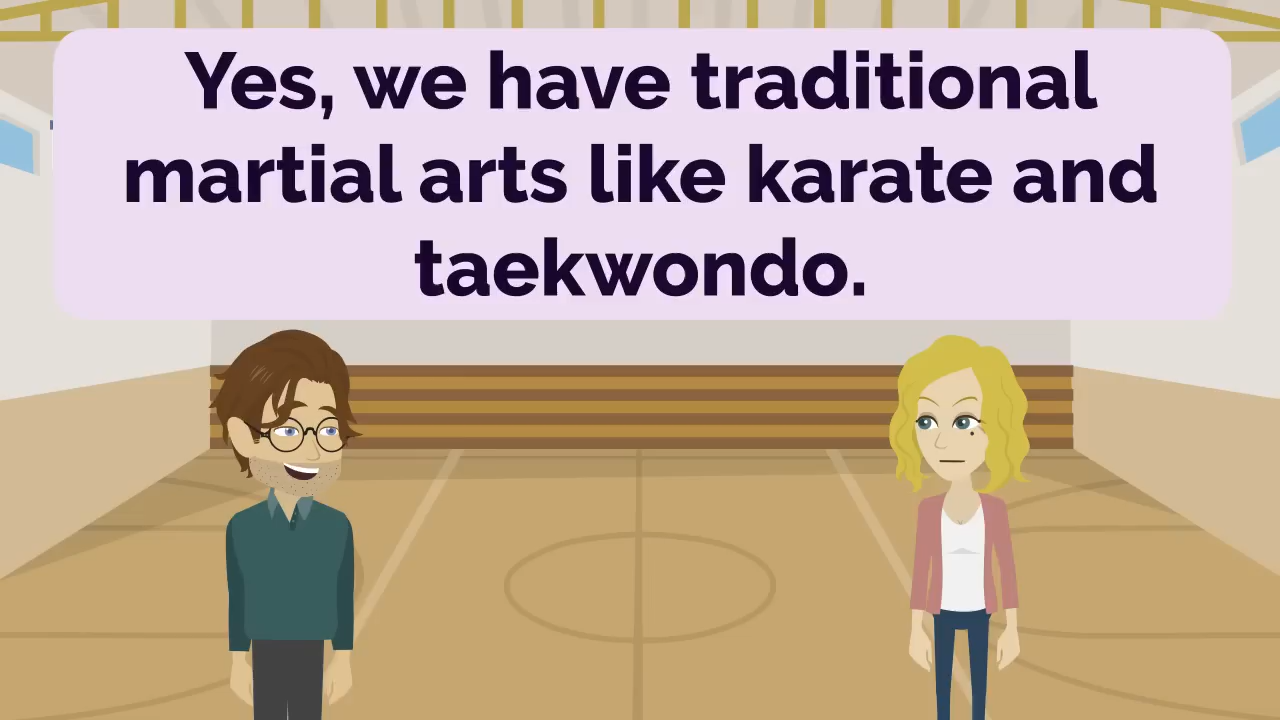 Yes, we have traditional
martial arts like karate and
taekwondo.